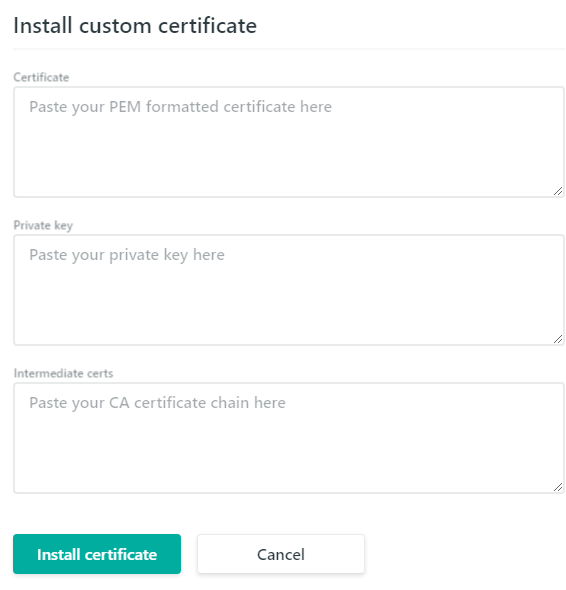 Install custom certificate
Certificate
Paste your PEM formatted certificate here
Private key
Paste your private key here
Intermediate certs
Paste your CA certificate chain here
Install certificate
Cancel